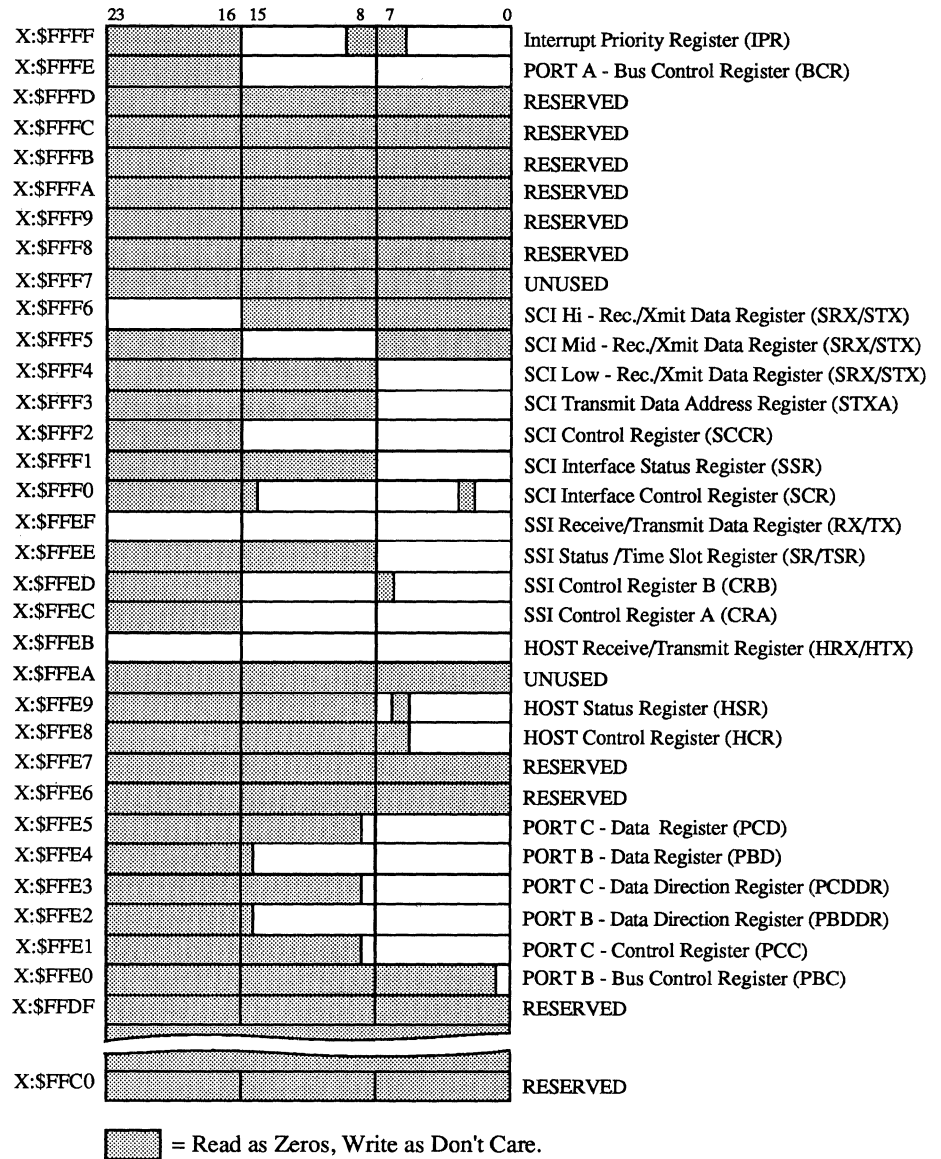 23 16 15 8 7 0
X:$FFFF Interrupt Priority Register (IPR)
X:$FFFE PORT A - Bus Control Register (BCR)
X:$FFFD RESERVED
X:$FFFC RESERVED
X:$FFFB RESERVED
X:$FFFA RESERVED
X:$FFF9 RESERVED
X:$FFF8 RESERVED
X:$FFF7 UNUSED
X:$FFF6 SCI Hi - Rec./Xmit Data Register (SRX/STX)
X:$FFF5 SCI Mid - Rec./Xmit Data Register (SRX/STX)
X:$FFF4 SCI Low - Rec./Xmit Data Register (SRX/STX)
X:$FFF3 SCI Transmit Data Address Register (STXA)
X:$FFF2 SCI Control Register (SCCR)
X:$FFF1 SCI Interface Status Register (SSR)
X:$FFF0 SCI Interface Control Register (SCR)
X:$FFEF SSI Receive/Transmit Data Register (RX/TX)
X:$FFEE SSI Status /Time Slot Register (SR/TSR)
X:$FFED SSI Control Register B (CRB)
X:$FFEC SSI Control Register A (CRA)
X:$FFEB HOST Receive/Transmit Register (HRX/HTX)
X:$FFEA UNUSED
X:$FFE9 HOST Status Register (HSR)
X:$FFE8 HOST Control Register (HCR)
X:$FFE7 RESERVED
X:$FFE6 RESERVED
X:$FFE5 PORT C - Data Register (PCD)
X:$FFE4 PORT B - Data Register (PBD)
X:$FFE3 PORT C - Data Direction Register (PCDDR)
X:$FFE2 PORT B - Data Direction Register (PBDDR)
X:$FFE1 PORT C - Control Register (PCC)
X:$FFE0 PORT B - Bus Control Register (PBC)
X:$FFDF RESERVED
X:$FFC0 RESERVED
= Read as Zeros, Write as Don't Care.